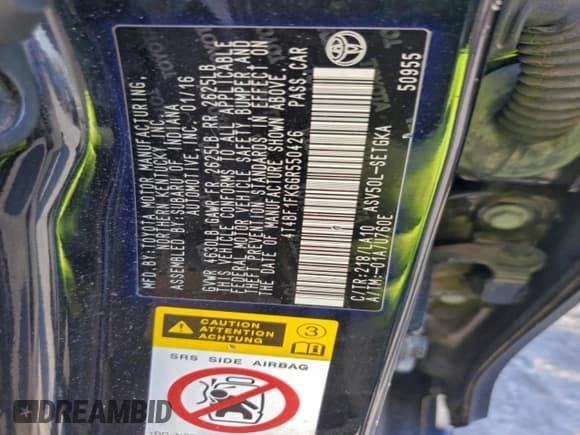 MFD. BY: TOYOTA MOTOR MANUFACTURING,
NORTHERN KENTUCKY, INC.
ASSEMBLED BY: SUBARU OF INDIANA
AUTOMOTIVE INC. 01/16
GVWR 4630LB GAWR FR 2625LB RR 2625LB
THIS VEHICLE CONFORMS TO ALL APPLICABLE
FEDERAL MOTOR VEHICLE SAFETY, BUMPER, AND
THEFT PREVENTION STANDARDS IN EFFECT ON
THE DATE OF MANUFACTURE SHOWN ABOVE.
4T4BF1FK6GR550426 PASS.CAR
C/TR:218/LA10 ASV50L-SETGKA
A/TM:-01A/U760E
50955
TOYOTA
CAUTION
ATTENTION
ACHTUNG
3
SRS SIDE AIRBAG
DREAMBID